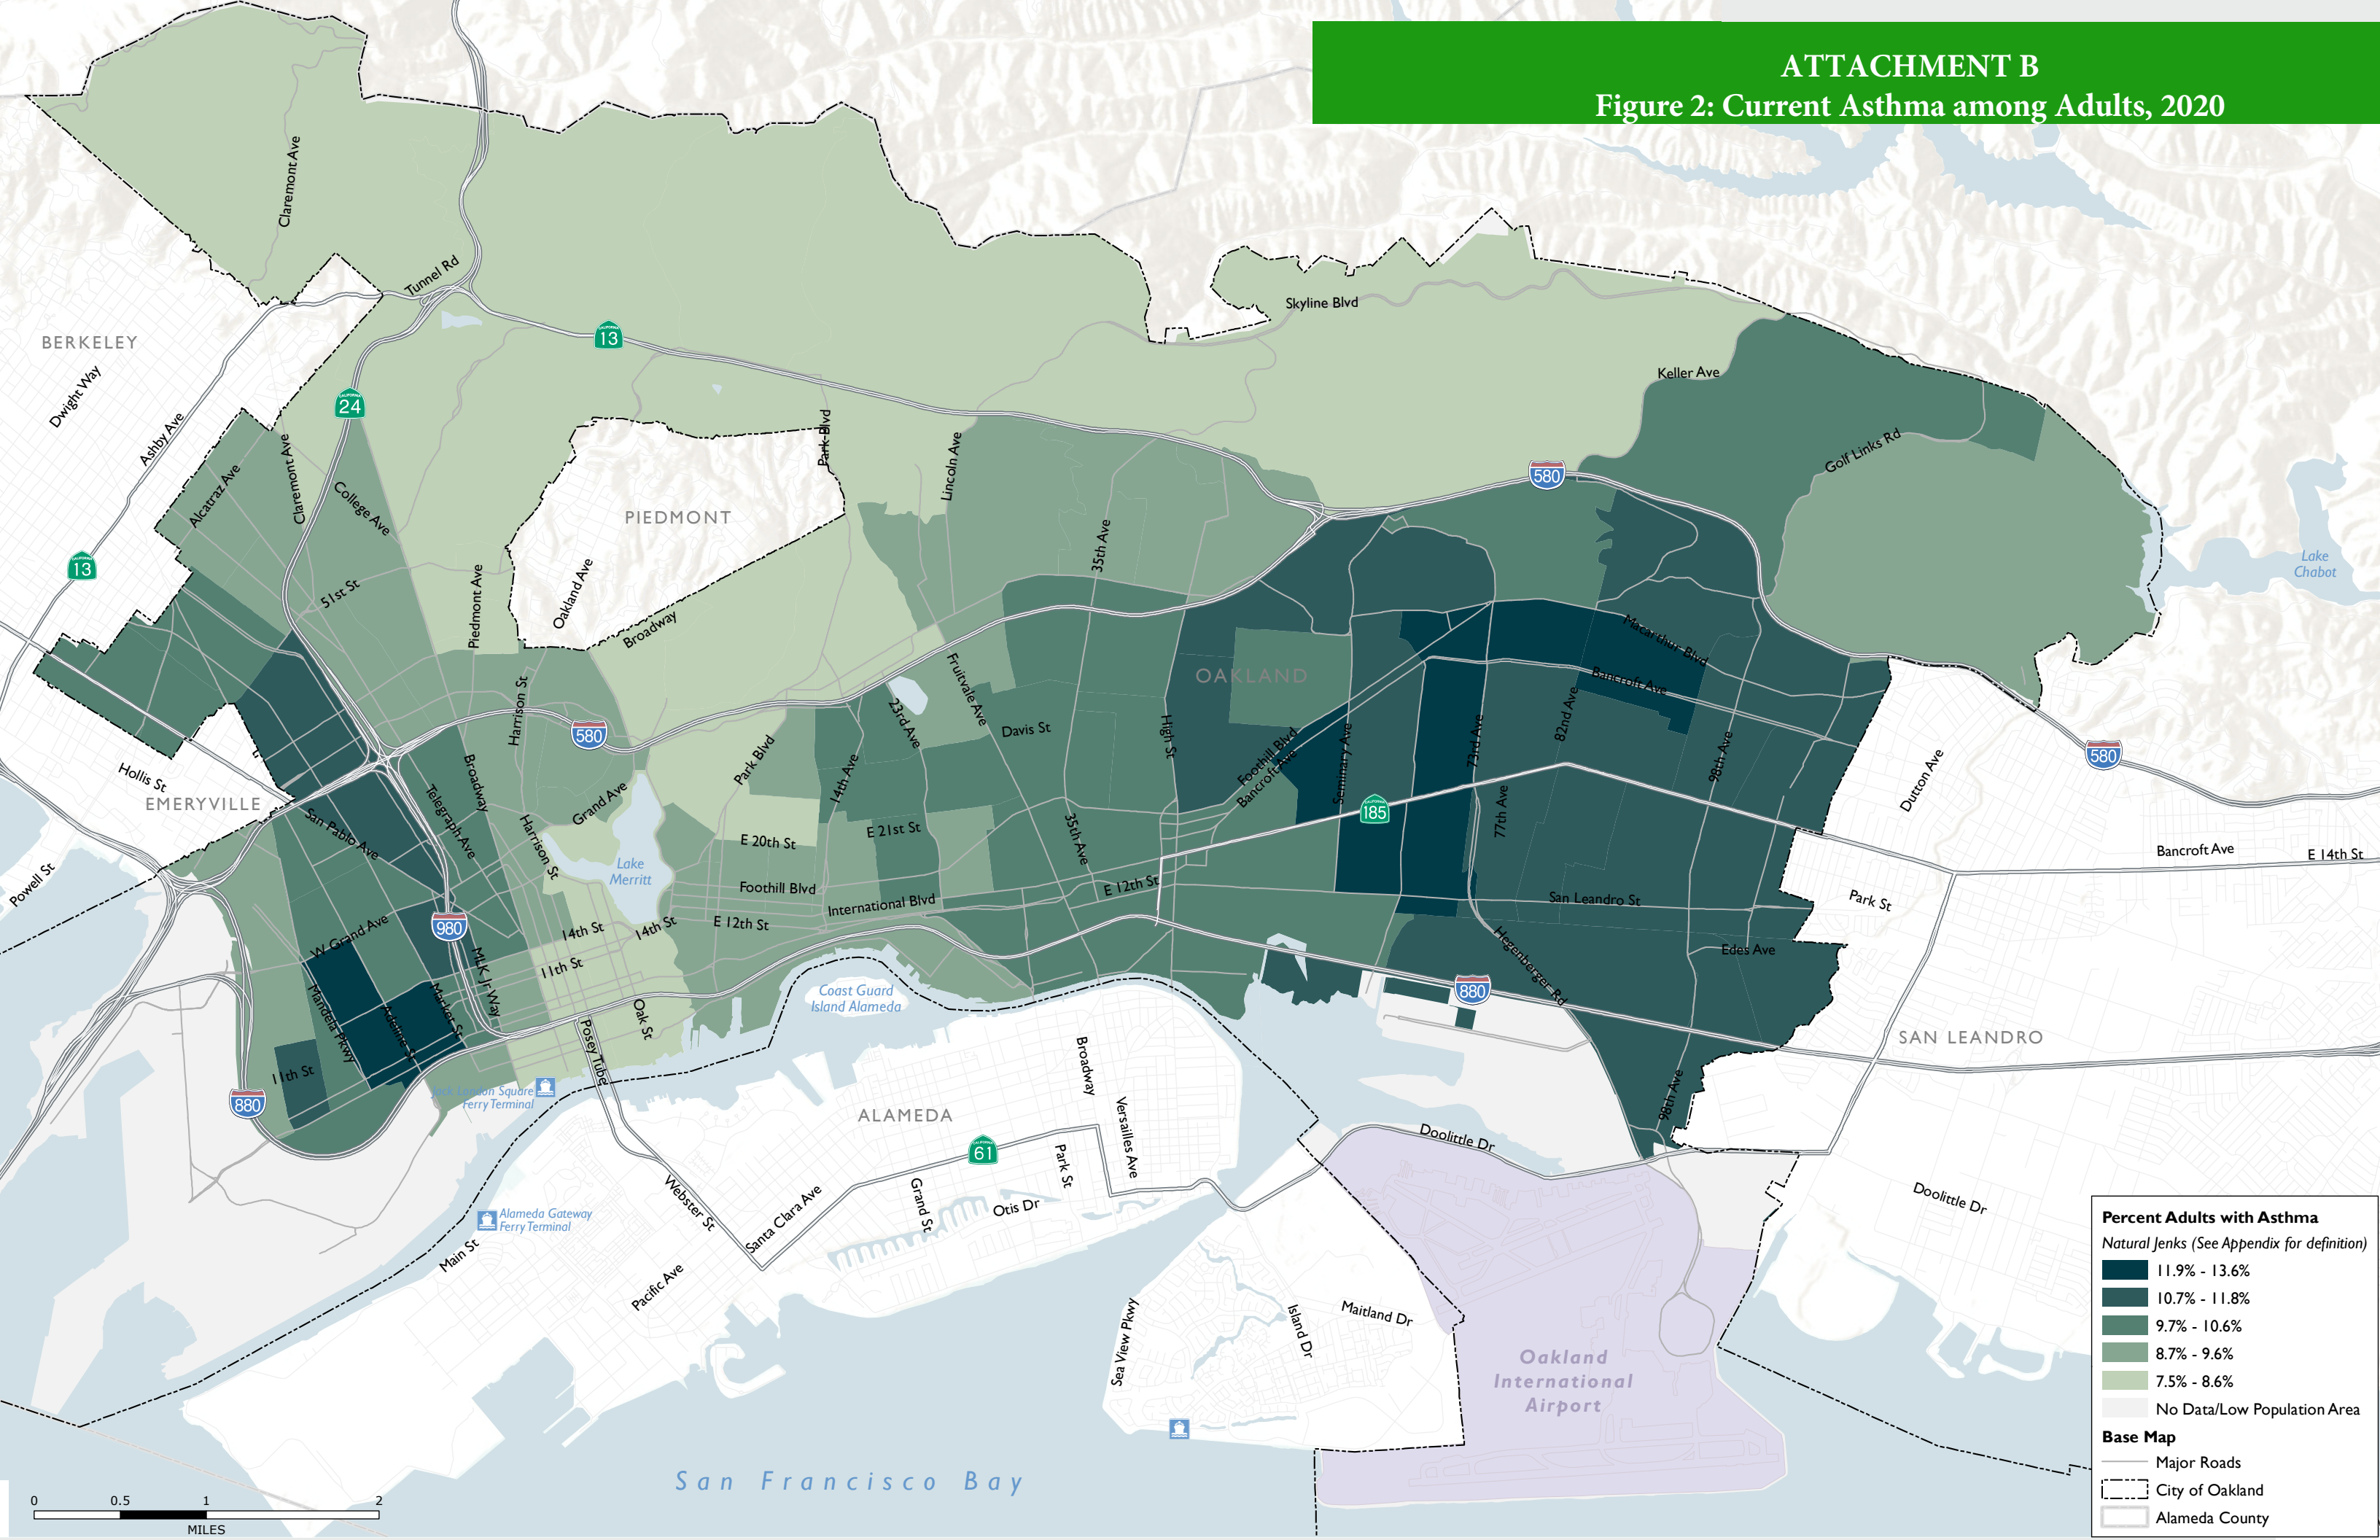 ATTACHMENT B
Figure 2: Current Asthma among Adults, 2020
Claremont Ave
Tunnel Rd
Skyline Blvd
BERKELEY
CALIFORNIA
13
Dwight Way
Keller Ave
CALIFORNIA
24
Ashby Ave
Park Blvd
Claremont Ave
Alcatraz Ave
College Ave
Lincoln Ave
Golf Links Rd
580
PIEDMONT
35th Ave
CALIFORNIA
13
Lake
Chabot
51st St
Piedmont Ave
Oakland Ave
Broadway
Macarthur Blvd
OAKLAND
Bancroft Ave
Fruitvale Ave
Harrison St
23rd Ave
82nd Ave
580
Davis St
High St
73rd Ave
98th Ave
580
Hollis St
Broadway
Park Blvd
14th Ave
Foothill Blvd
Bancroft Ave
Seminary Ave
Dutton Ave
EMERYVILLE
Grand Ave
CALIFORNIA
185
77th Ave
San Pablo Ave
Telegraph Ave
Harrison St
E 20th St
E 21st St
35th Ave
Bancroft Ave
E 14th St
Powell St
Lake
Merritt
Foothill Blvd
E 12th St
International Blvd
San Leandro St
Park St
980
W Grand Ave
14th St
14th St
E 12th St
Hegenberger Rd
Edes Ave
MLK Jr Way
11th St
Coast Guard
Island Alameda
880
Mandela Pkwy
Adeline St
Market St
Oak St
SAN LEANDRO
Posey Tube
11th St
880
Jack London Square
Ferry Terminal
Broadway
98th Ave
ALAMEDA
Versailles Ave
CALIFORNIA
61
Doolittle Dr
Park St
Webster St
Santa Clara Ave
Grand St
Otis Dr
Doolittle Dr
Alameda Gateway
Ferry Terminal
Main St
Pacific Ave
Sea View Pkwy
Island Dr
Maitland Dr
Oakland
International
Airport
San Francisco Bay
0 0.5 1 2
MILES
Percent Adults with Asthma
Natural Jenks (See Appendix for definition)
11.9% - 13.6%
10.7% - 11.8%
9.7% - 10.6%
8.7% - 9.6%
7.5% - 8.6%
No Data/Low Population Area
Base Map
Major Roads
City of Oakland
Alameda County